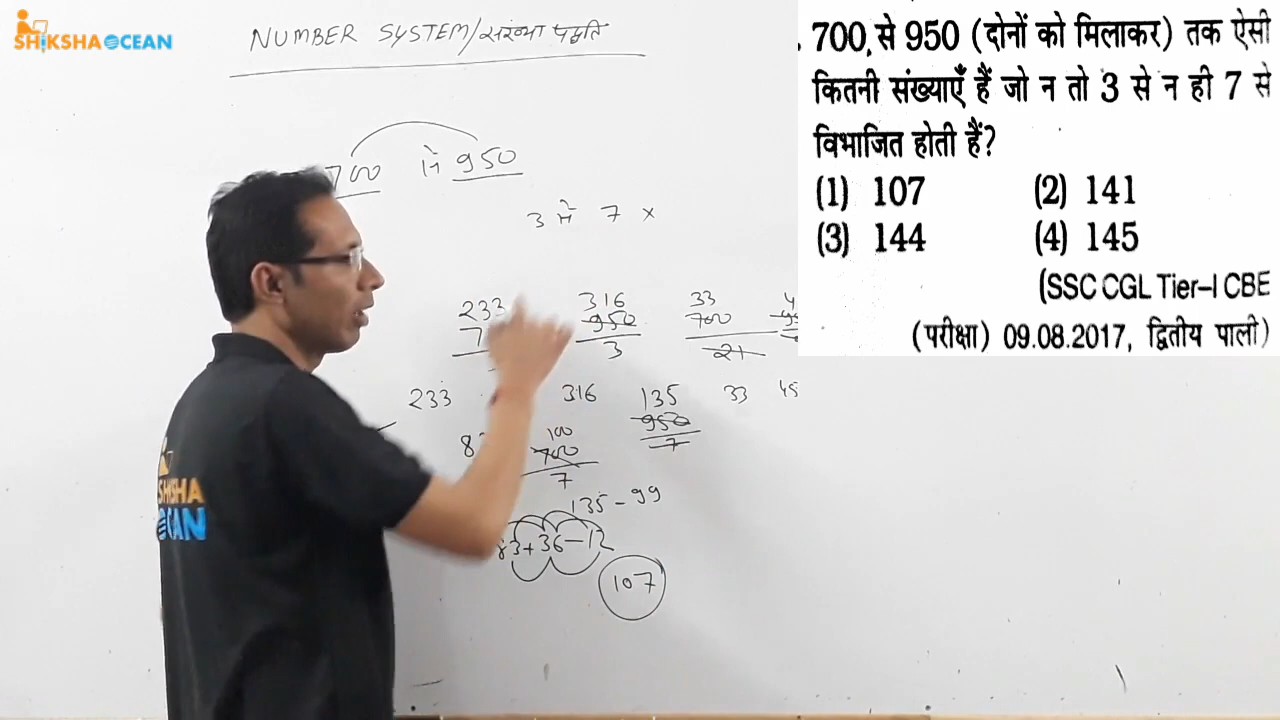 SHIKSHA OCEAN
NUMBER SYSTEM/संख्या पद्धति
700 से 950
3 से 7 ×
233 316 33
950 700
3 21
233 316 135 33 45
950
100 7
700
7
135 - 99
83+36-12
107
SHIKSHA
OCEAN
700 से 950 (दोनों को मिलाकर) तक ऐसी
कितनी संख्याएँ हैं जो न तो 3 से न ही 7 से
विभाजित होती हैं?
(1) 107 (2) 141
(3) 144 (4) 145
(SSC CGL Tier-I CBE
(परीक्षा) 09.08.2017, द्वितीय पाली)